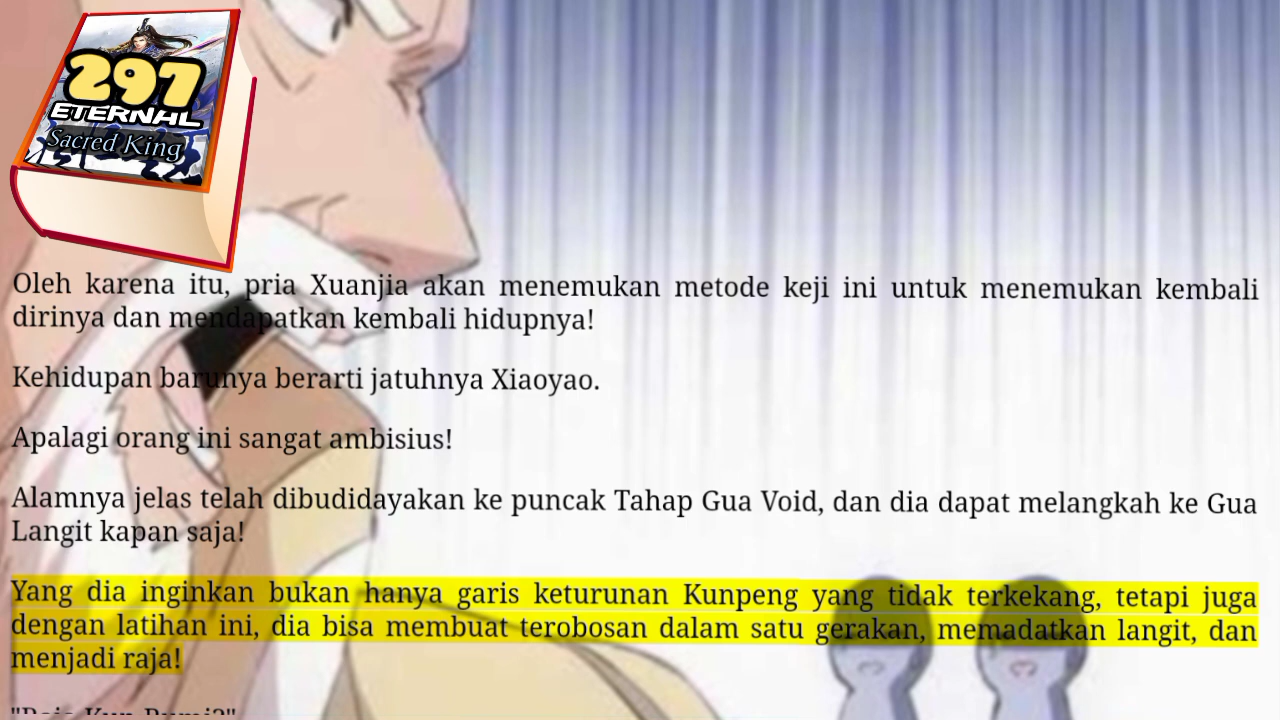 297
ETERNAL
Sacred King
Oleh karena itu, pria Xuanjia akan menemukan metode keji ini untuk menemukan kembali
dirinya dan mendapatkan kembali hidupnya!
Kehidupan barunya berarti jatuhnya Xiaoyao.
Apalagi orang ini sangat ambisius!
Alamnya jelas telah dibudidayakan ke puncak Tahap Gua Void, dan dia dapat melangkah ke Gua
Langit kapan saja!
Yang dia inginkan bukan hanya garis keturunan Kunpeng yang tidak terkekang, tetapi juga
dengan latihan ini, dia bisa membuat terobosan dalam satu gerakan, memadatkan langit, dan
menjadi raja!